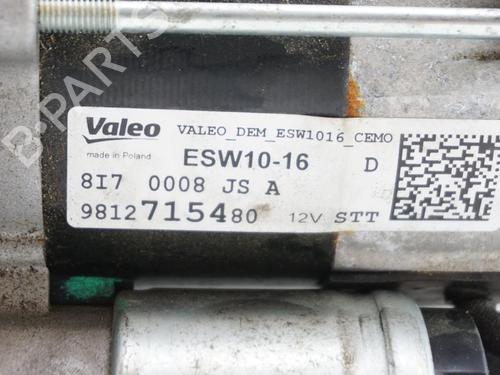 Valeo VALEO_DEM_ESW1016_CEMO
made in Poland ESW10-16 D
8I7 0008 JS A
9812715480 12V STT
B-PARTS